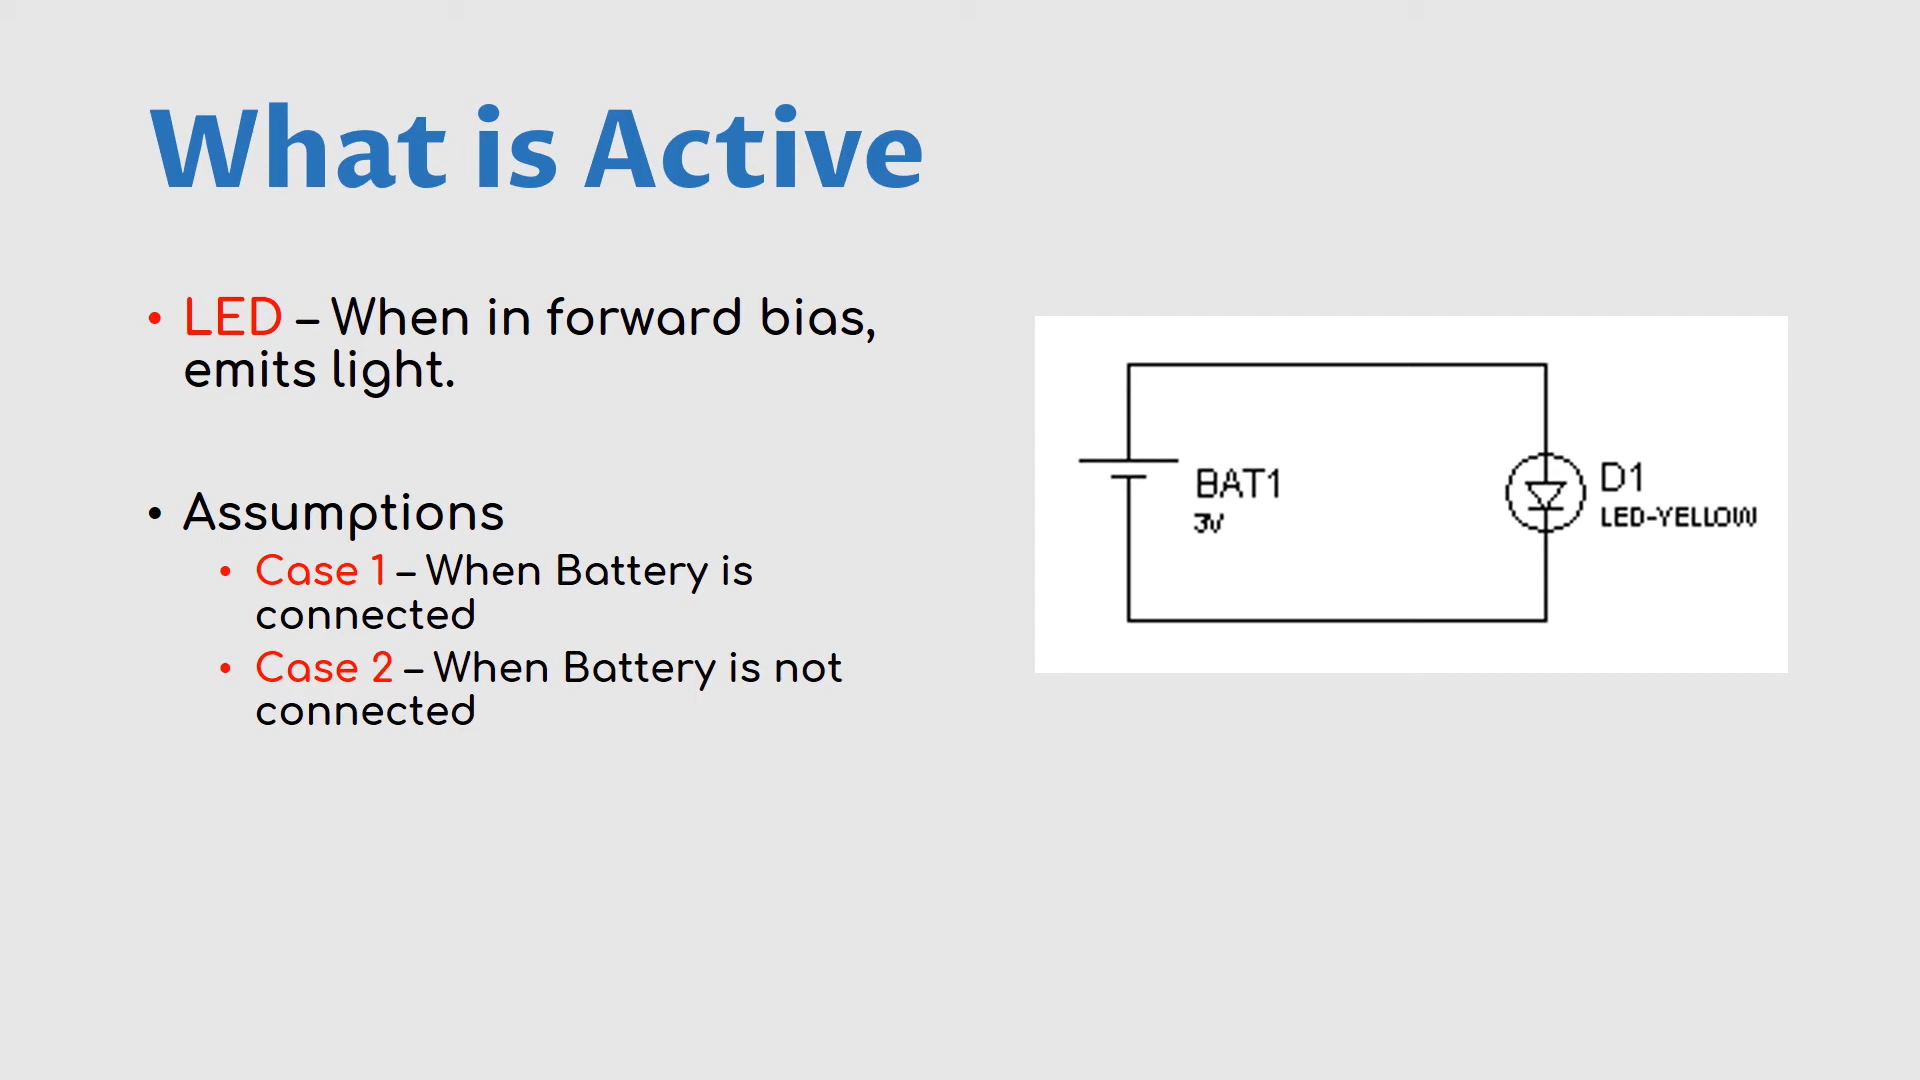 What is Active
• LED – When in forward bias,
emits light.
• Assumptions
• Case 1 – When Battery is
connected
• Case 2 – When Battery is not
connected
BAT1
3V
D1
LED-YELLOW